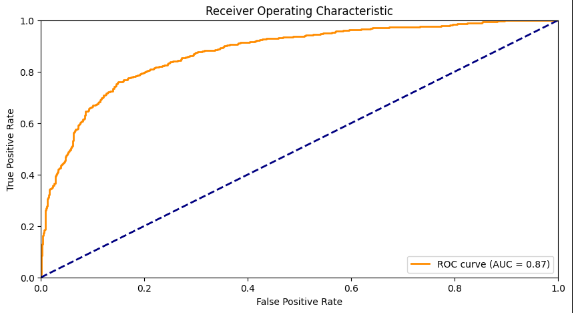 Receiver Operating Characteristic
True Positive Rate
1.0
0.8
0.6
0.4
0.2
0.0
ROC curve (AUC = 0.87)
0.0 0.2 0.4 0.6 0.8 1.0
False Positive Rate